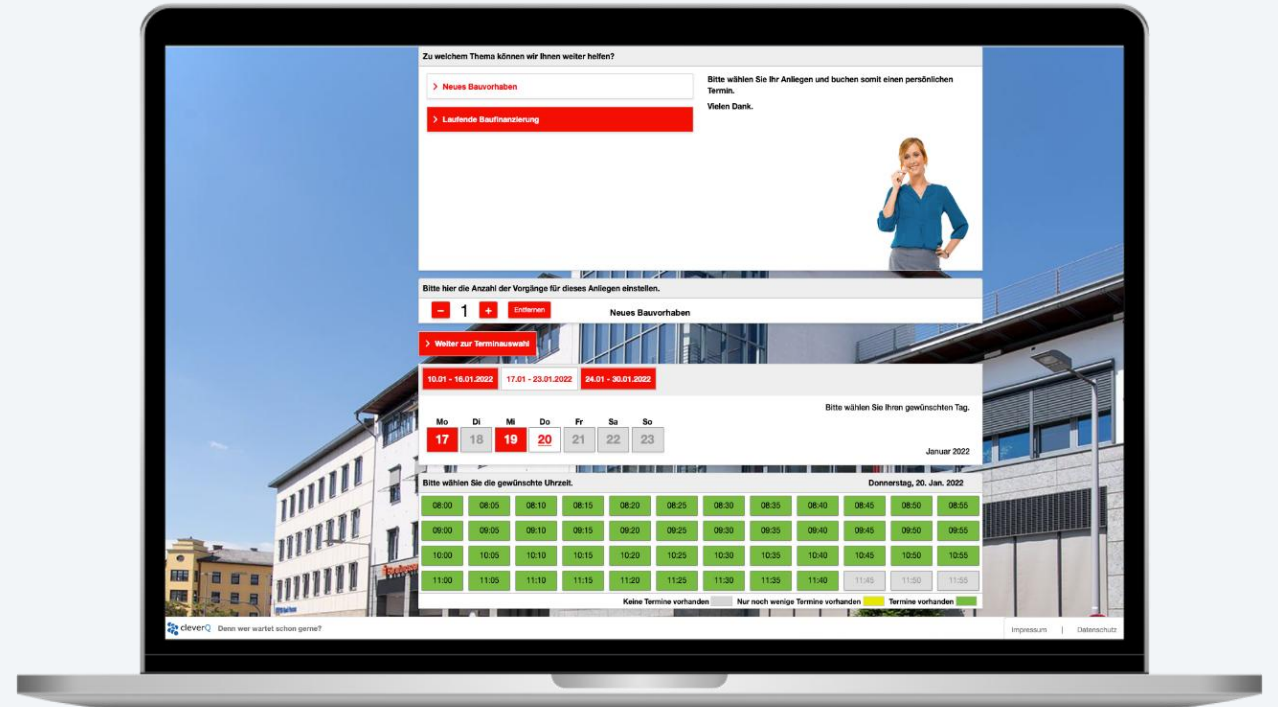 Zu welchem Thema können wir Ihnen weiter helfen?
> Neues Bauvorhaben
> Laufende Baufinanzierung
Bitte wählen Sie Ihr Anliegen und buchen somit einen persönlichen
Termin.
Vielen Dank.
Bitte hier die Anzahl der Vorgänge für dieses Anliegen einstellen.
− 1 + Entfernen Neues Bauvorhaben
> Weiter zur Terminauswahl
10.01 - 16.01.2022 17.01 - 23.01.2022 24.01 - 30.01.2022
Bitte wählen Sie Ihren gewünschten Tag.
Mo Di Mi Do Fr Sa So
17 18 19 20 21 22 23
Januar 2022
Bitte wählen Sie die gewünschte Uhrzeit. Donnerstag, 20. Jan. 2022
08:00 08:05 08:10 08:15 08:20 08:25 08:30 08:35 08:40 08:45 08:50 08:55
09:00 09:05 09:10 09:15 09:20 09:25 09:30 09:35 09:40 09:45 09:50 09:55
10:00 10:05 10:10 10:15 10:20 10:25 10:30 10:35 10:40 10:45 10:50 10:55
11:00 11:05 11:10 11:15 11:20 11:25 11:30 11:35 11:40 11:45 11:50 11:55
Keine Termine vorhanden Nur noch wenige Termine vorhanden Termine vorhanden
cleverQ Denn wer wartet schon gerne? Impressum | Datenschutz